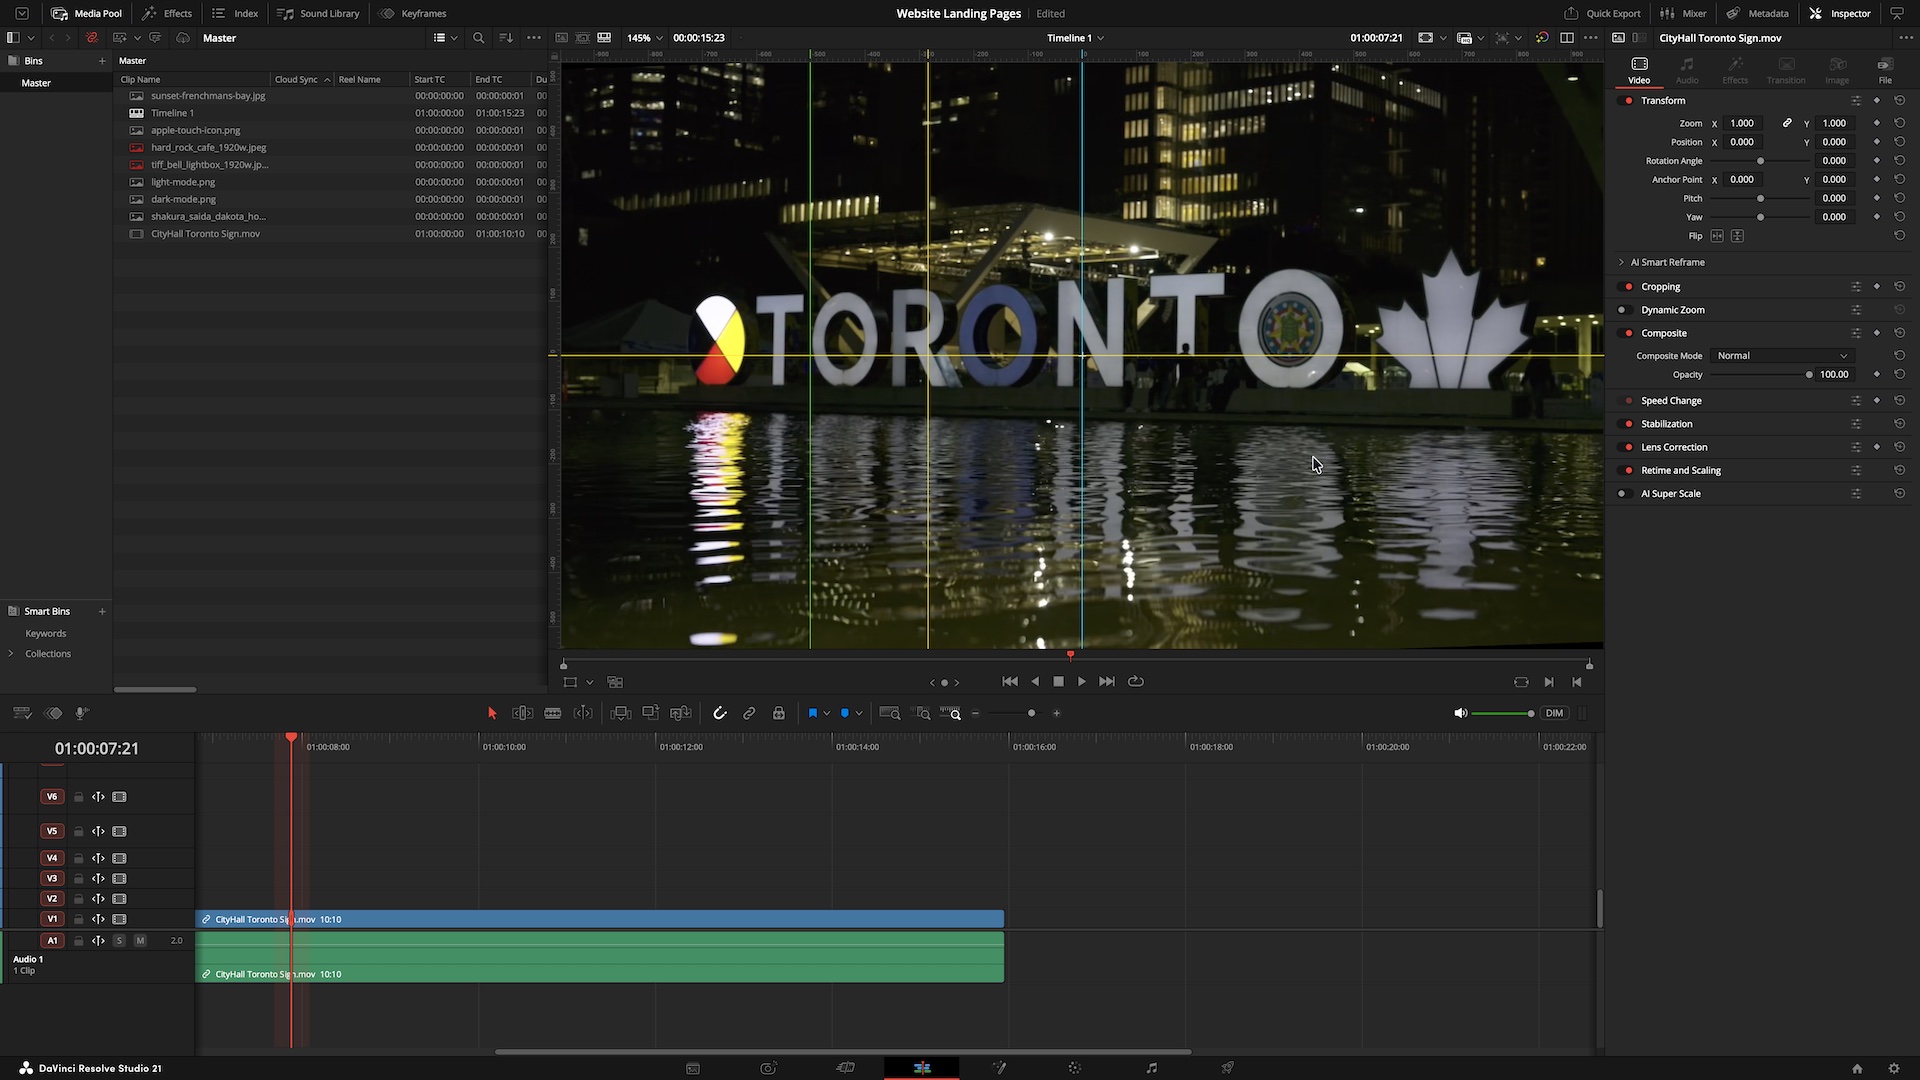 Media Pool Effects Index Sound Library Keyframes Website Landing Pages Edited Quick Export Mixer Metadata Inspector
Master 145% 00:00:15:23 Timeline 1 01:00:07:21 CityHall Toronto Sign.mov
Bins
Master
Master
Clip Name Cloud Sync Reel Name Start TC End TC Du
sunset-frenchmans-bay.jpg 00:00:00:00 00:00:00:01 00
Timeline 1 01:00:00:00 01:00:15:23 00
apple-touch-icon.png 00:00:00:00 00:00:00:01 00
hard_rock_cafe_1920w.jpeg 00:00:00:00 00:00:00:01 00
tiff_bell_lightbox_1920w.jp... 00:00:00:00 00:00:00:01 00
light-mode.png 00:00:00:00 00:00:00:01 00
dark-mode.png 00:00:00:00 00:00:00:01 00
shakura_saida_dakota_ho... 00:00:00:00 00:00:00:01 00
CityHall Toronto Sign.mov 01:00:00:00 01:00:10:10 00
Smart Bins
Keywords
Collections
TORONTO
Video Audio Effects Transition Image File
Transform
Zoom X 1.000 Y 1.000
Position X 0.000 Y 0.000
Rotation Angle 0.000
Anchor Point X 0.000 Y 0.000
Pitch 0.000
Yaw 0.000
Flip
AI Smart Reframe
Cropping
Dynamic Zoom
Composite
Composite Mode Normal
Opacity 100.00
Speed Change
Stabilization
Lens Correction
Retime and Scaling
AI Super Scale
DIM
01:00:07:21 01:00:08:00 01:00:10:00 01:00:12:00 01:00:14:00 01:00:16:00 01:00:18:00 01:00:20:00 01:00:22:00
V6
V5
V4
V3
V2
V1 CityHall Toronto Sign.mov 10:10
A1 S M 2.0
Audio 1
1 Clip
CityHall Toronto Sign.mov 10:10
DaVinci Resolve Studio 21